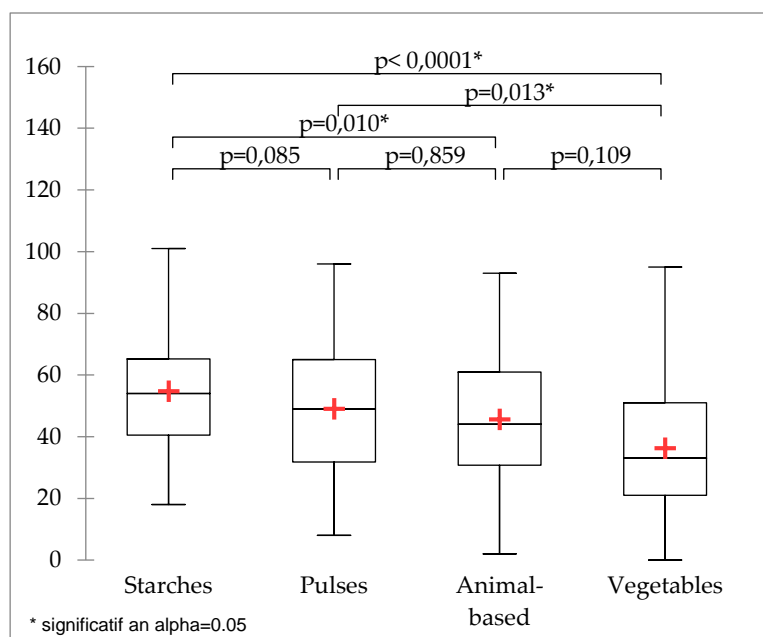 160
p< 0,0001*
140
p=0,013*
p=0,010*
p=0,085 p=0,859 p=0,109
120
100
80
60
40
20
0
Starches Pulses Animal- Vegetables
based
* significatif an alpha=0.05